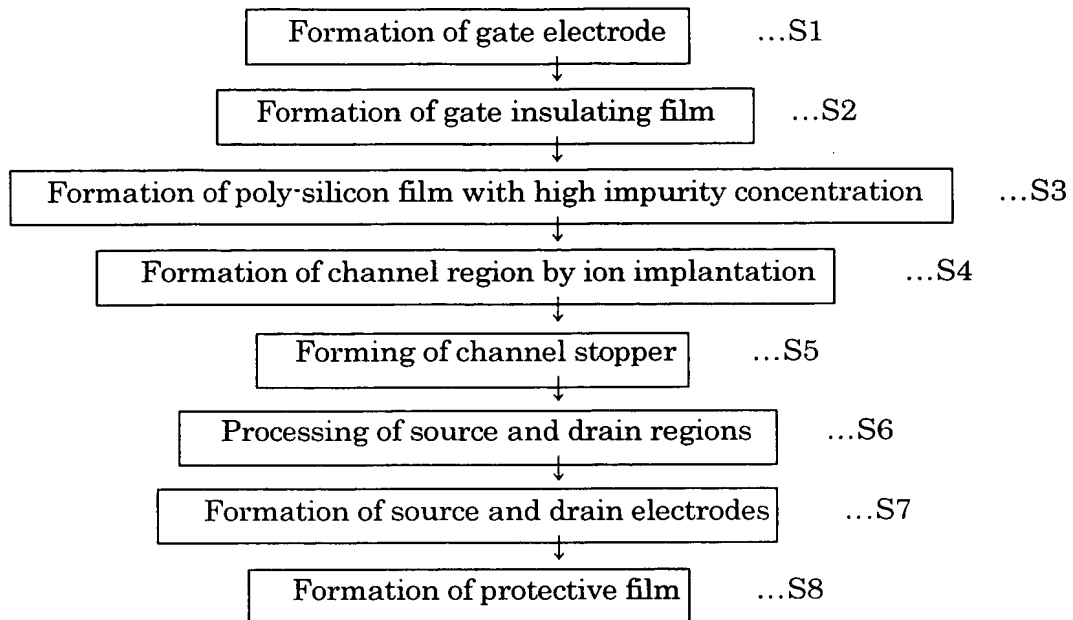 Formation of gate electrode ...S1
Formation of gate insulating film ...S2
Formation of poly-silicon film with high impurity concentration ...S3
Formation of channel region by ion implantation ...S4
Forming of channel stopper ...S5
Processing of source and drain regions ...S6
Formation of source and drain electrodes ...S7
Formation of protective film ...S8